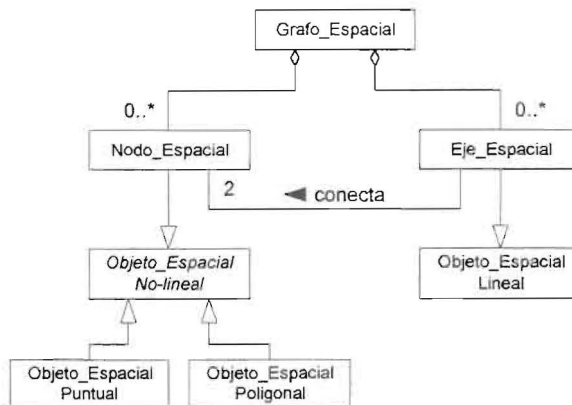 Grafo_Espacial
0..*
0..*
Nodo_Espacial
Eje_Espacial
2
conecta
Objeto_Espacial
No-lineal
Objeto_Espacial
Lineal
Objeto_Espacial
Puntual
Objeto_Espacial
Poligonal